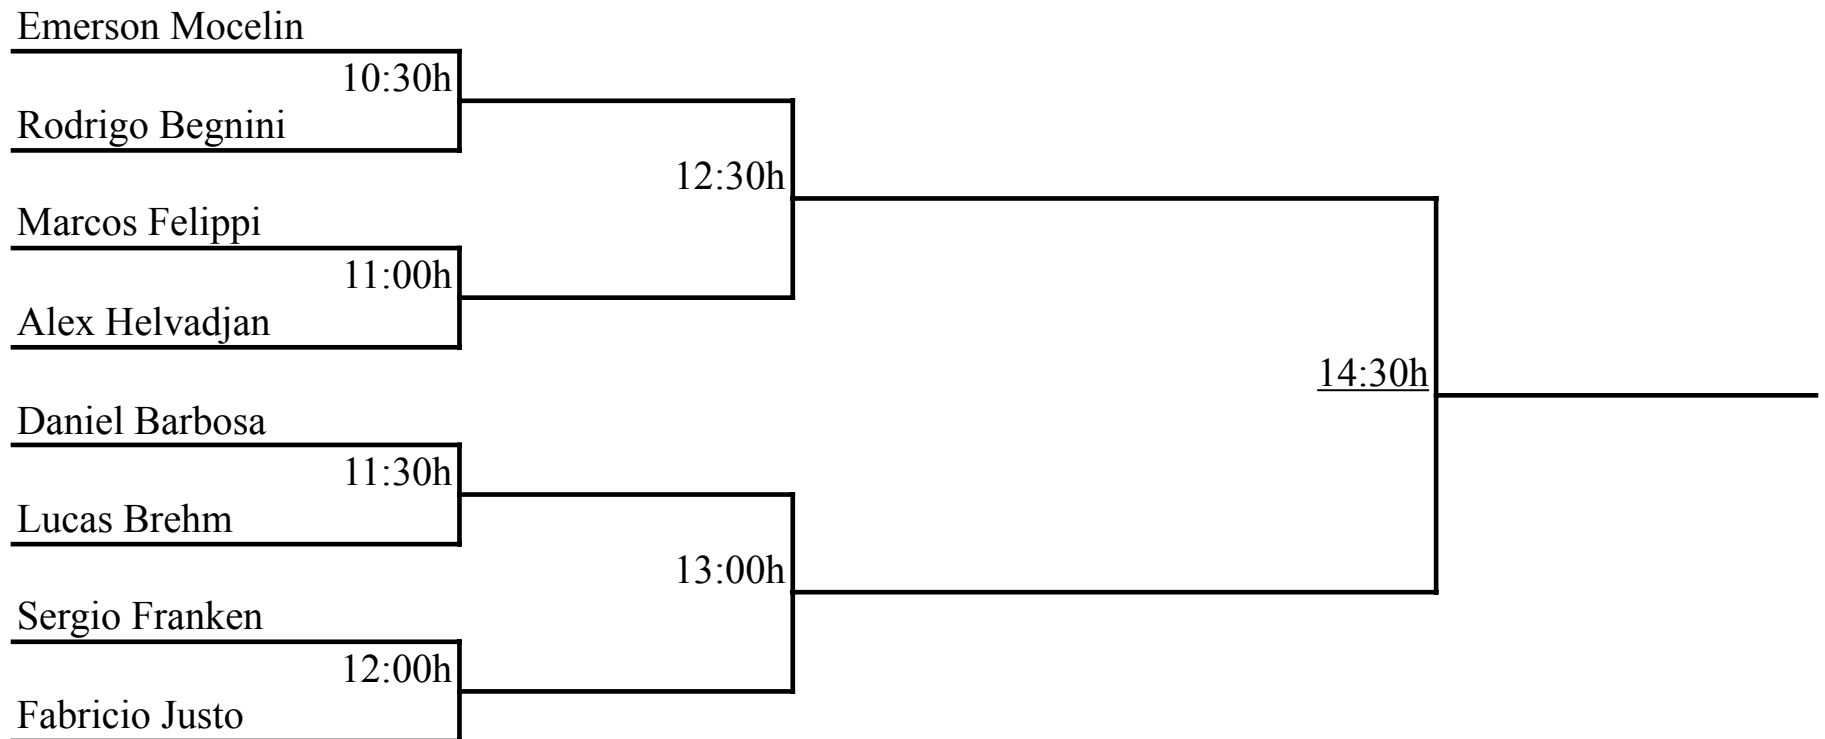 Emerson Mocelin
10:30h
Rodrigo Begnini
12:30h
Marcos Felippi
11:00h
Alex Helvadjan
14:30h
Daniel Barbosa
11:30h
Lucas Brehm
13:00h
Sergio Franken
12:00h
Fabricio Justo